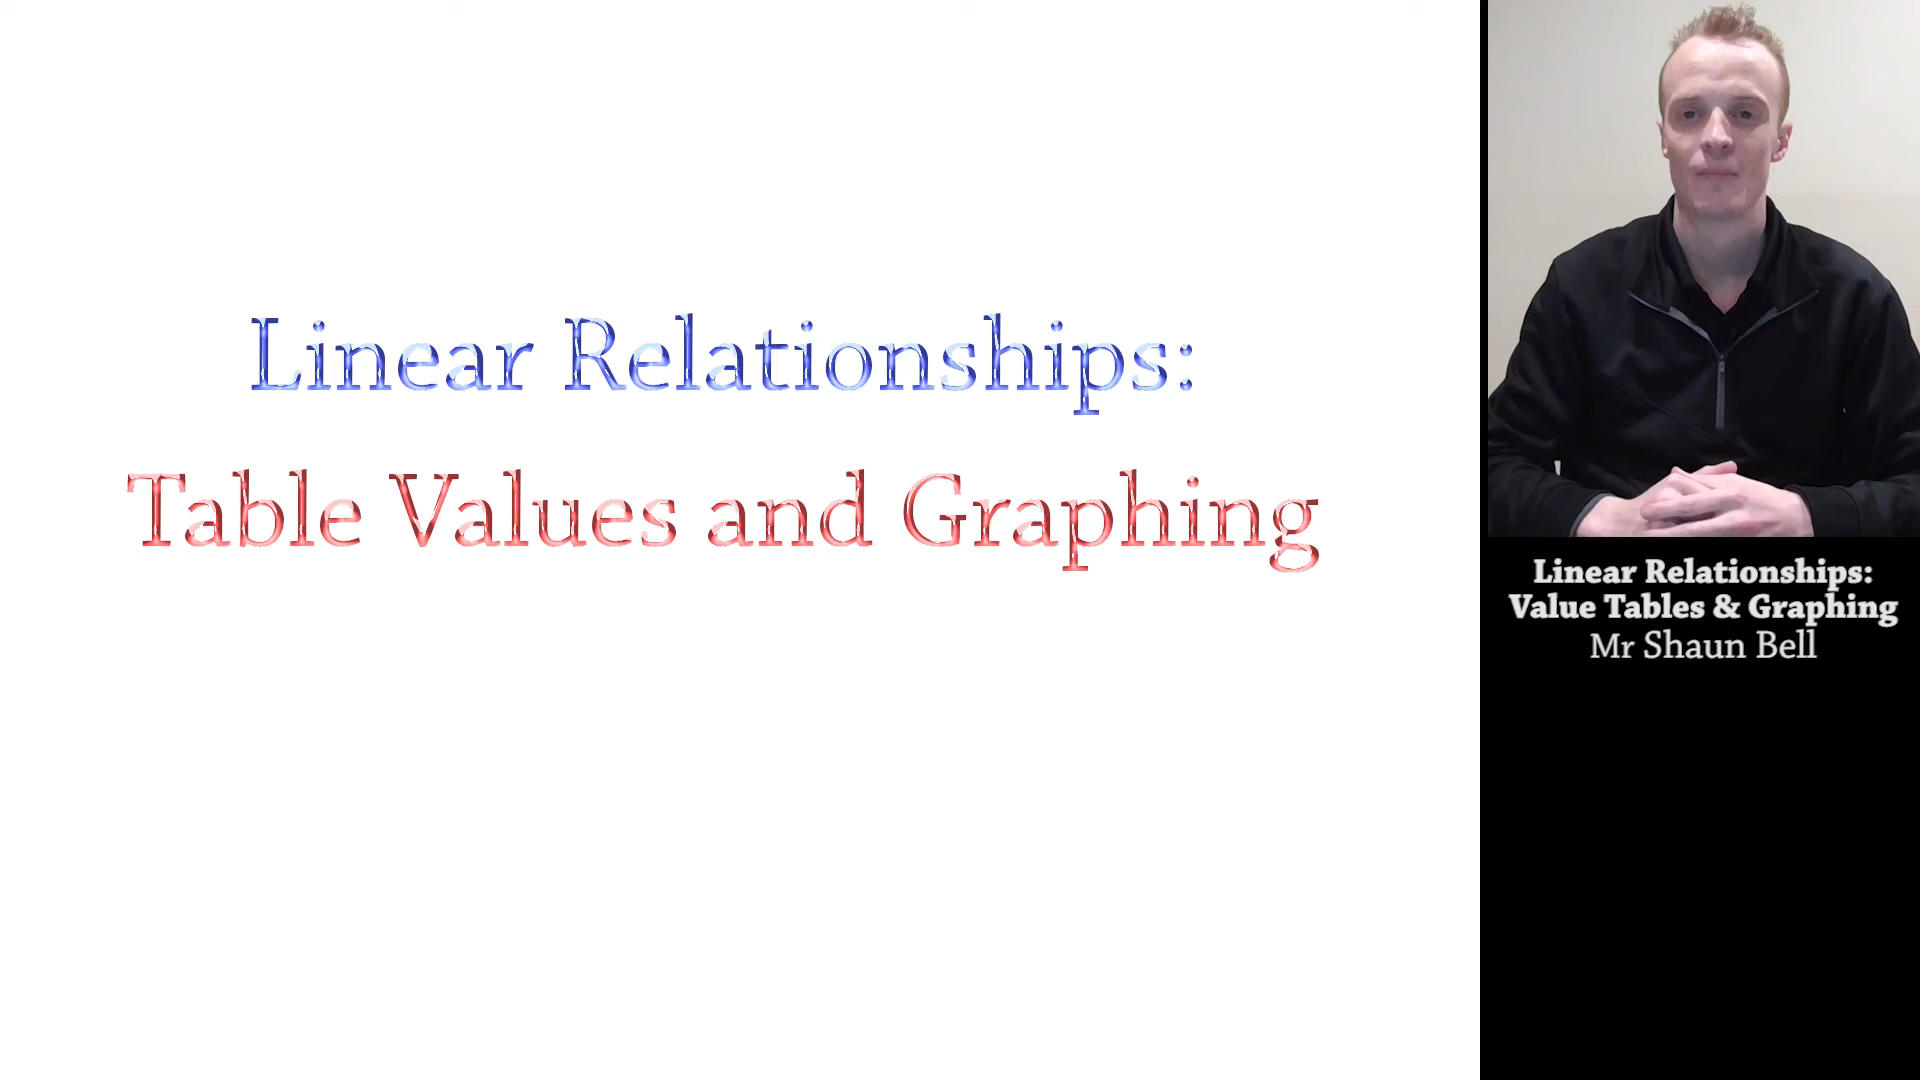 Linear Relationships:
Table Values and Graphing
Linear Relationships:
Value Tables & Graphing
Mr Shaun Bell